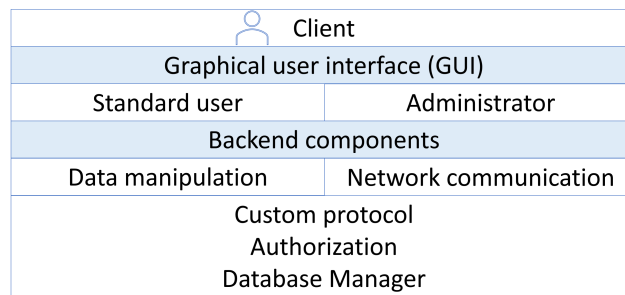 Client
Graphical user interface (GUI)
Standard user
Administrator
Backend components
Data manipulation
Network communication
Custom protocol
Authorization
Database Manager